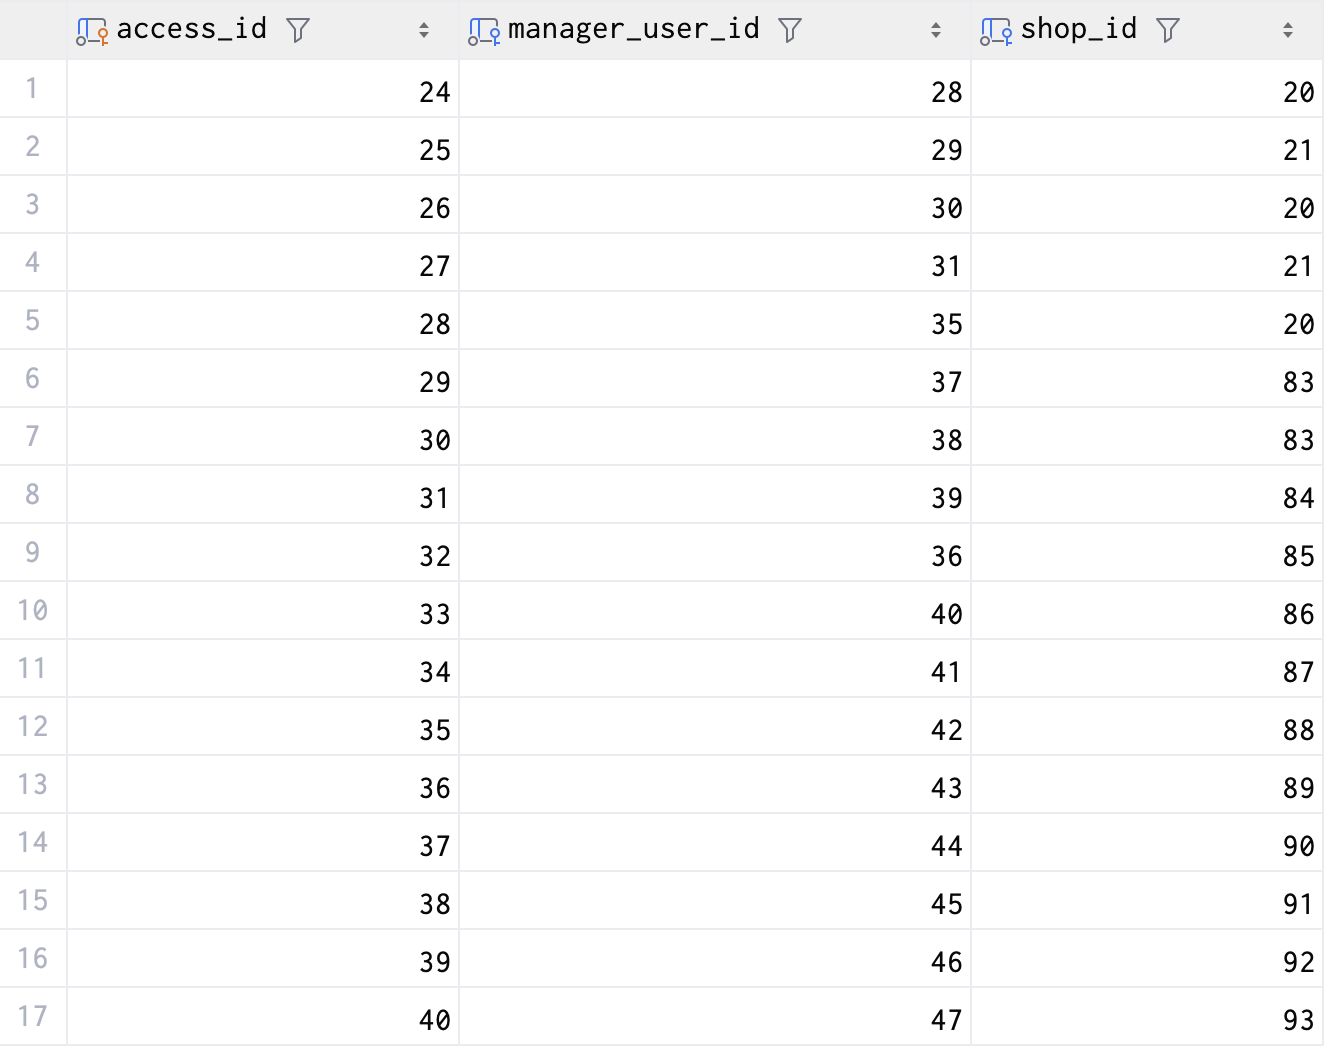 access_id manager_user_id shop_id
1 24 28 20
2 25 29 21
3 26 30 20
4 27 31 21
5 28 35 20
6 29 37 83
7 30 38 83
8 31 39 84
9 32 36 85
10 33 40 86
11 34 41 87
12 35 42 88
13 36 43 89
14 37 44 90
15 38 45 91
16 39 46 92
17 40 47 93